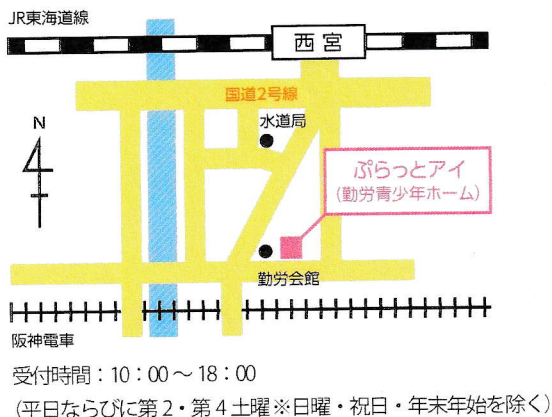 JR東海道線
西宮
国道2号線
水道局
N
ぷらっとアイ
(勤労青少年ホーム)
勤労会館
阪神電車
受付時間:10:00~18:00
(平日ならびに第2・第4土曜※日曜・祝日・年末年始を除く)